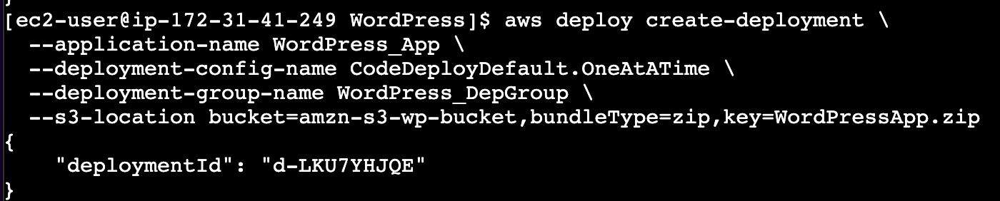 }
[ec2-user@ip-172-31-41-249 WordPress]$ aws deploy create-deployment \
  --application-name WordPress_App \
  --deployment-config-name CodeDeployDefault.OneAtATime \
  --deployment-group-name WordPress_DepGroup \
  --s3-location bucket=amzn-s3-wp-bucket,bundleType=zip,key=WordPressApp.zip
{
    "deploymentId": "d-LKU7YHJQE"
}